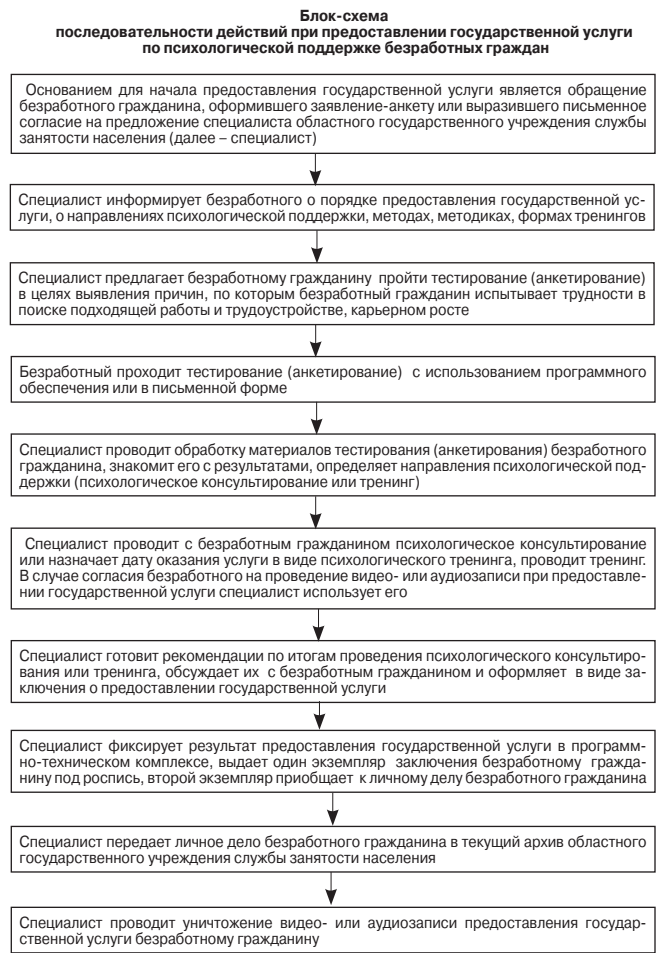 Блок-схема
последовательности действий при предоставлении государственной услуги
по психологической поддержке безработных граждан
Основанием для начала предоставления государственной услуги является обращение
безработного гражданина, оформившего заявление-анкету или выразившего письменное
согласие на предложение специалиста областного государственного учреждения службы
занятости населения (далее – специалист)
Специалист информирует безработного о порядке предоставления государственной ус-
луги, о направлениях психологической поддержки, методах, методиках, формах тренингов
Специалист предлагает безработному гражданину пройти тестирование (анкетирование)
в целях выявления причин, по которым безработный гражданин испытывает трудности в
поиске подходящей работы и трудоустройстве, карьерном росте
Безработный проходит тестирование (анкетирование) с использованием программного
обеспечения или в письменной форме
Специалист проводит обработку материалов тестирования (анкетирования) безработного
гражданина, знакомит его с результатами, определяет направления психологической под-
держки (психологическое консультирование или тренинг)
Специалист проводит с безработным гражданином психологическое консультирование
или назначает дату оказания услуги в виде психологического тренинга, проводит тренинг.
В случае согласия безработного на проведение видео- или аудиозаписи при предоставле-
нии государственной услуги специалист использует его
Специалист готовит рекомендации по итогам проведения психологического консультиро-
вания или тренинга, обсуждает их с безработным гражданином и оформляет в виде за-
ключения о предоставлении государственной услуги
Специалист фиксирует результат предоставления государственной услуги в программ-
но-техническом комплексе, выдает один экземпляр заключения безработному гражда-
нину под роспись, второй экземпляр приобщает к личному делу безработного гражданина
Специалист передает личное дело безработного гражданина в текущий архив областного
государственного учреждения службы занятости населения
Специалист проводит уничтожение видео- или аудиозаписи предоставления государ-
ственной услуги безработному гражданину